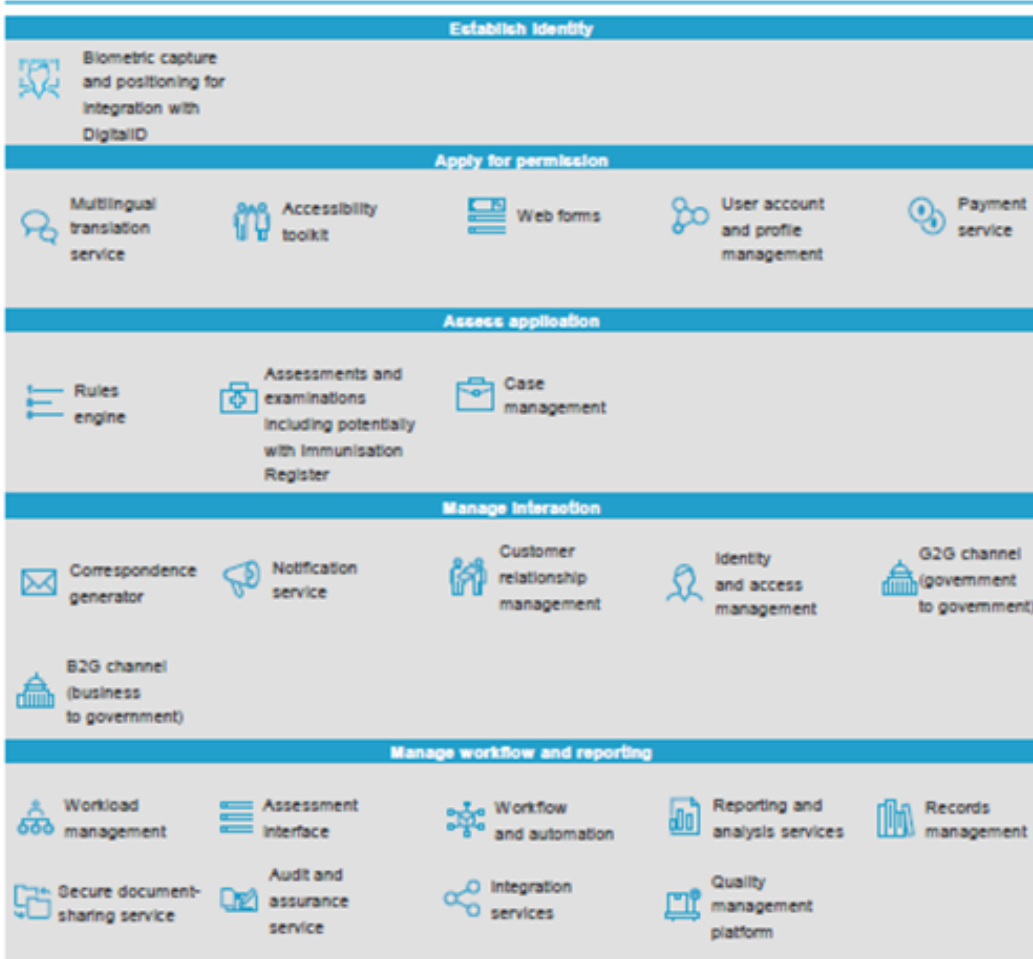 Establish identity
Biometric capture
and positioning for
integration with
DigitalID
Apply for permission
Multilingual
translation
service
Accessibility
toolkit
Web forms
User account
and profile
management
Payment
service
Assess application
Rules
engine
Assessments and
examinations
including potentially
with Immunisation
Register
Case
management
Manage interaction
Correspondence
generator
Notification
service
Customer
relationship
management
Identity
and access
management
G2G channel
(government
to government)
B2G channel
(business
to government)
Manage workflow and reporting
Workload
management
Assessment
interface
Workflow
and automation
Reporting and
analysis services
Records
management
Secure document-
sharing service
Audit and
assurance
service
Integration
services
Quality
management
platform